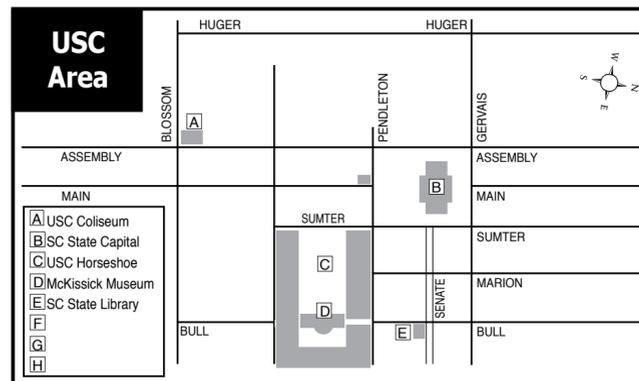 USC
Area
HUGER
HUGER
BLOSSOM
PENDLETON
GERVAIS
W
S
N
E
A
ASSEMBLY
ASSEMBLY
B
MAIN
MAIN
SUMTER
SUMTER
C
MARION
SENATE
D
BULL
E
BULL
A USC Coliseum
B SC State Capital
C USC Horseshoe
D McKissick Museum
E SC State Library
F
G
H